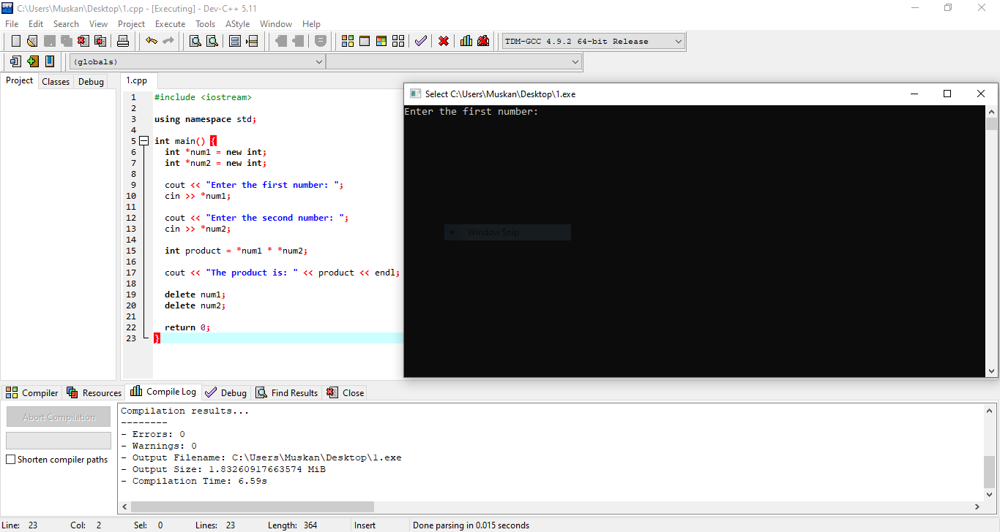 C:\Users\Muskan\Desktop\1.cpp - [Executing] - Dev-C++ 5.11
File Edit Search View Project Execute Tools AStyle Window Help
TDM-GCC 4.9.2 64-bit Release
(globals)
Project Classes Debug
1.cpp
1 #include <iostream>
2
3 using namespace std;
4
5 int main() {
6 int *num1 = new int;
7 int *num2 = new int;
8
9 cout << "Enter the first number: ";
10 cin >> *num1;
11
12 cout << "Enter the second number: ";
13 cin >> *num2;
14
15 int product = *num1 * *num2;
16
17 cout << "The product is: " << product << endl;
18
19 delete num1;
20 delete num2;
21
22 return 0;
23 }
Select C:\Users\Muskan\Desktop\1.exe
Enter the first number:
Window Snip
Compiler Resources Compile Log Debug Find Results Close
Abort Compilation
Shorten compiler paths
Compilation results...
--------
- Errors: 0
- Warnings: 0
- Output Filename: C:\Users\Muskan\Desktop\1.exe
- Output Size: 1.83260917663574 MiB
- Compilation Time: 6.59s
Line: 23 Col: 2 Sel: 0 Lines: 23 Length: 364 Insert Done parsing in 0.015 seconds